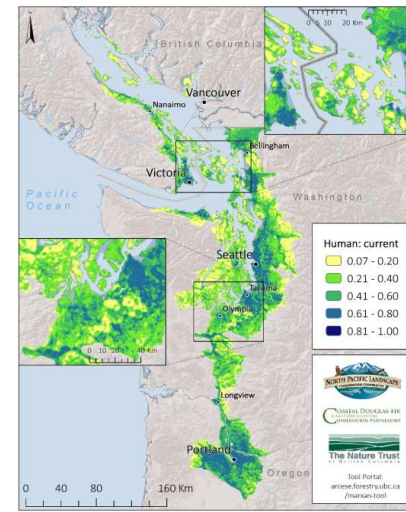 0 5 10 20 Km
British Columbia
Vancouver
Nanaimo
Bellingham
Victoria
Pacific
Ocean
Washington
Seattle
Tacoma
Olympia
0 10 20 40 Km
Longview
Portland
Oregon
0 40 80 160 Km
Human: current
0.07 - 0.20
0.21 - 0.40
0.41 - 0.60
0.61 - 0.80
0.81 - 1.00
NORTH PACIFIC LANDSCAPE
CONSERVATION COOPERATIVE
COASTAL DOUGLAS-FIR
CONSERVATION PARTNERSHIP
The Nature Trust
OF BRITISH COLUMBIA
Tool Portal:
arcese.forestry.ubc.ca
/marxan-tool